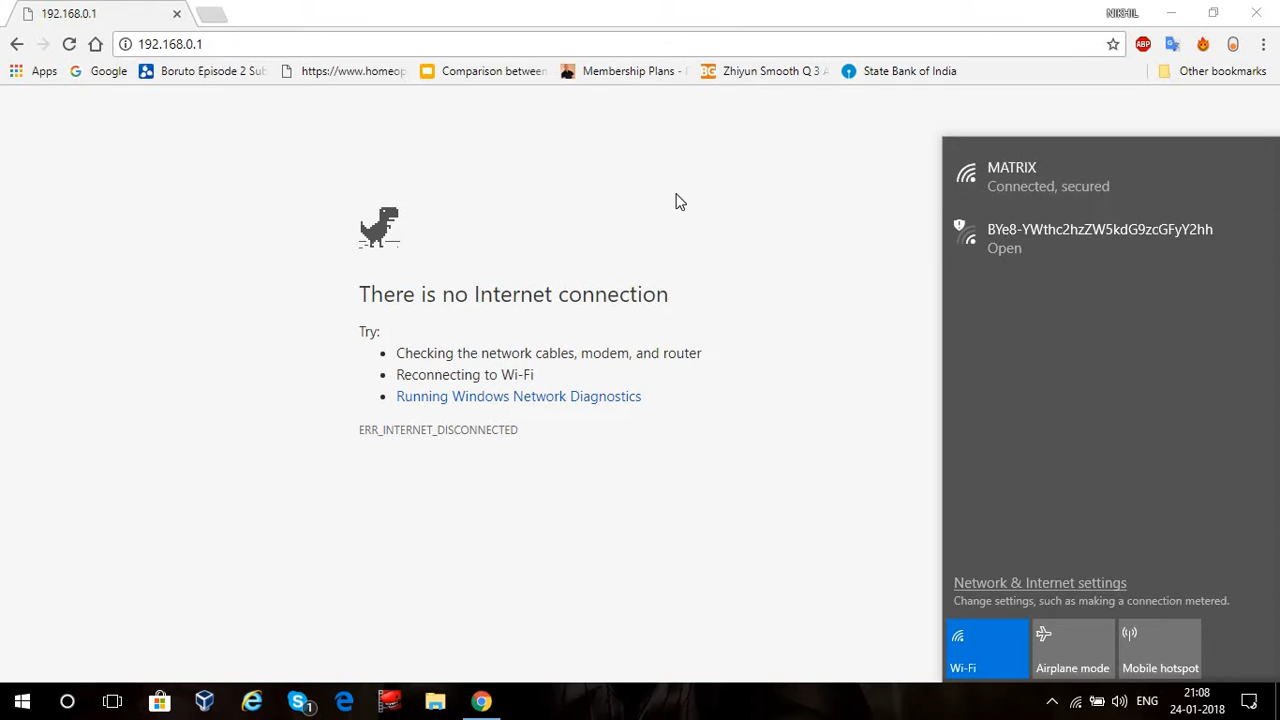 192.168.0.1
NIKHIL
192.168.0.1
ABP
Apps
Google
Boruto Episode 2 Sub
https://www.homeop
Comparison between
Membership Plans -
BG Zhiyun Smooth Q 3
State Bank of India
Other bookmarks
There is no Internet connection
Try:
Checking the network cables, modem, and router
Reconnecting to Wi-Fi
Running Windows Network Diagnostics
ERR_INTERNET_DISCONNECTED
MATRIX
Connected, secured
BYe8-YWthc2hzZW5kdG9zcGFyY2hh
Open
Network & Internet settings
Change settings, such as making a connection metered.
Wi-Fi
Airplane mode
Mobile hotspot
1
ENG
21:08
24-01-2018